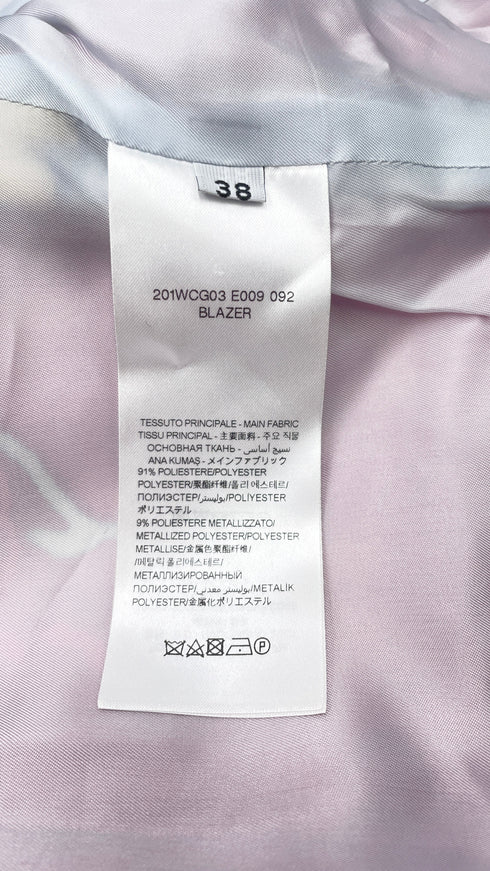 38
201WCG03 E009 092
BLAZER
TESSUTO PRINCIPALE - MAIN FABRIC
TISSU PRINCIPAL - 主要面料 - 주요 직물
ОСНОВНАЯ ТКАНЬ - نسيج أساسي
ANA KUMAŞ - メインファブリック
91% POLIESTERE/POLYESTER
POLYESTER/聚酯纤维/폴리 에스테르/
ПОЛИЭСТЕР/بوليستر/POLİYESTER
ポリエステル
9% POLIESTERE METALLIZZATO/
METALLIZED POLYESTER/POLYESTER
METALLISE/金属色聚酯纤维/
/메탈릭 폴리에스테르/
МЕТАЛЛИЗИРОВАННЫЙ
ПОЛИЭСТЕР/بوليستر معدني/METALİK
POLYESTER/金属化ポリエステル
P